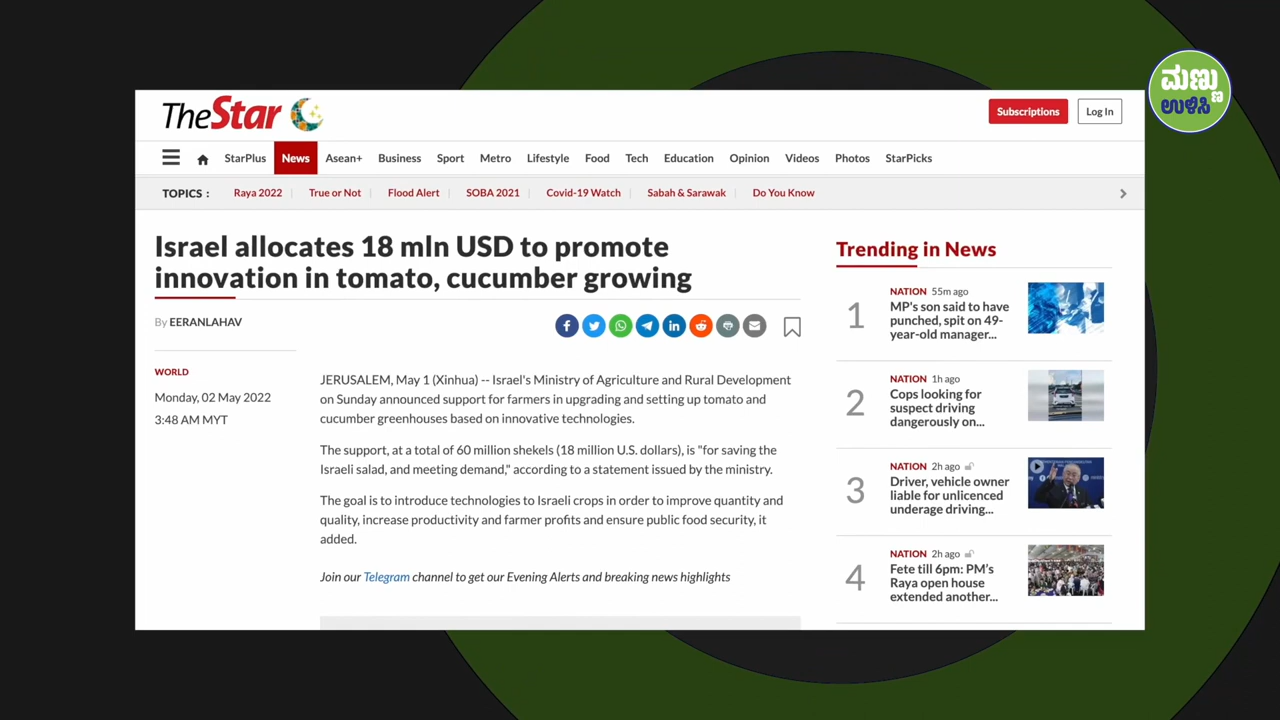 ಮಣ್ಣು
ಉಳಿಸಿ
TheStar
Subscriptions
Log In
StarPlus News Asean+ Business Sport Metro Lifestyle Food Tech Education Opinion Videos Photos StarPicks
TOPICS : Raya 2022 True or Not Flood Alert SOBA 2021 Covid-19 Watch Sabah & Sarawak Do You Know
Israel allocates 18 mln USD to promote
innovation in tomato, cucumber growing
By EERANLAHAV
WORLD
Monday, 02 May 2022
3:48 AM MYT
JERUSALEM, May 1 (Xinhua) -- Israel's Ministry of Agriculture and Rural Development
on Sunday announced support for farmers in upgrading and setting up tomato and
cucumber greenhouses based on innovative technologies.
The support, at a total of 60 million shekels (18 million U.S. dollars), is "for saving the
Israeli salad, and meeting demand," according to a statement issued by the ministry.
The goal is to introduce technologies to Israeli crops in order to improve quantity and
quality, increase productivity and farmer profits and ensure public food security, it
added.
Join our Telegram channel to get our Evening Alerts and breaking news highlights
Trending in News
1
NATION 55m ago
MP's son said to have
punched, spit on 49-
year-old manager...
2
NATION 1h ago
Cops looking for
suspect driving
dangerously on...
3
NATION 2h ago
Driver, vehicle owner
liable for unlicenced
underage driving...
4
NATION 2h ago
Fete till 6pm: PM’s
Raya open house
extended another...